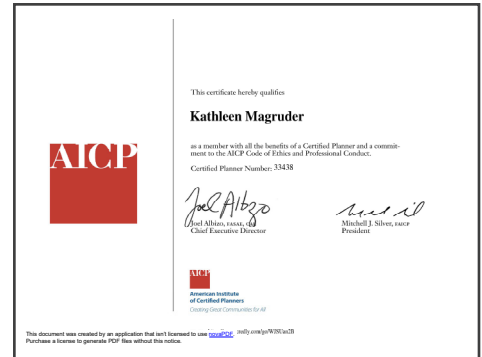 AICP
This certificate hereby qualifies
Kathleen Magruder
as a member with all the benefits of a Certified Planner and a commit-
ment to the AICP Code of Ethics and Professional Conduct.
Certified Planner Number: 33438
Joel Albizo
Joel Albizo, FASAE,
Chief Executive Director
Mitchell J. Silver, FAICP
President
AICP
American Institute
of Certified Planners
Creating Great Communities for All
This document was created by an application that isn't licensed to use novaPDF.
Purchase a license to generate PDF files without this notice.